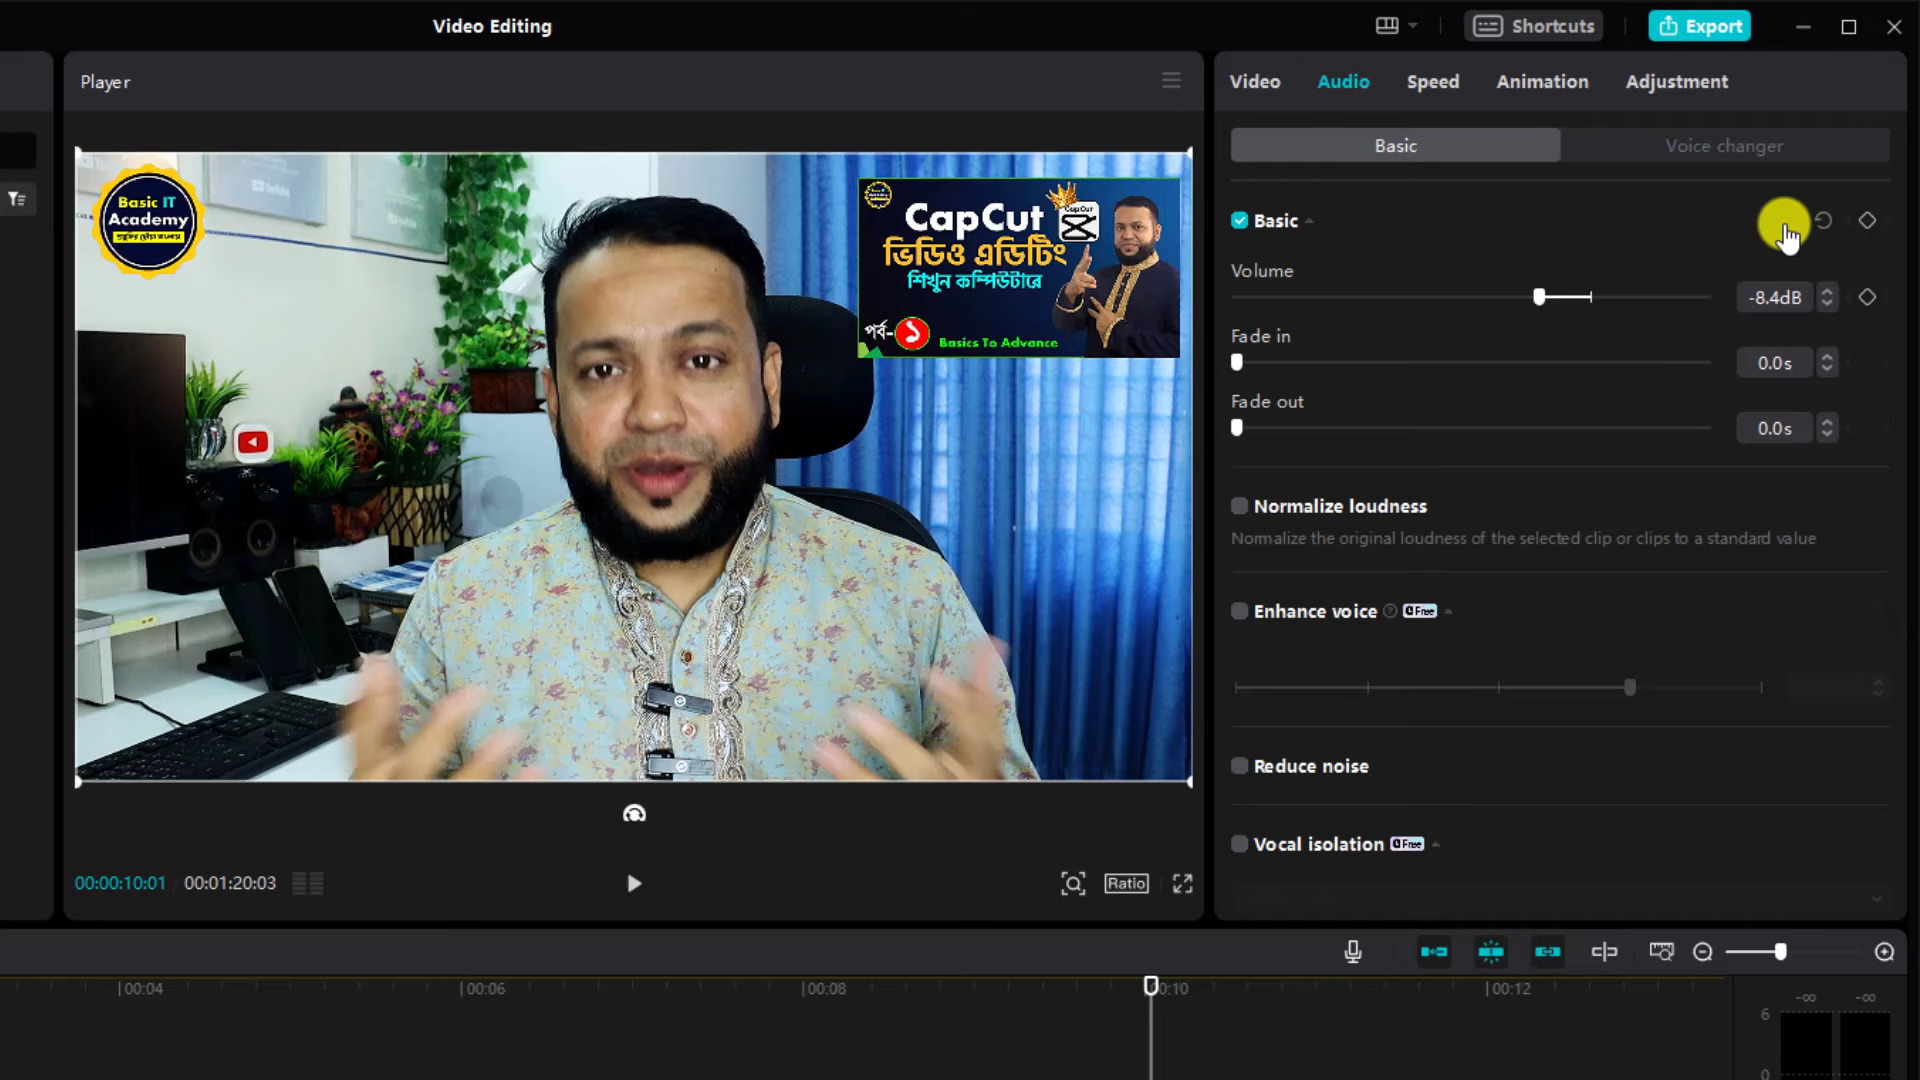 Video Editing
Shortcuts
Export
Player
Video
Audio
Speed
Animation
Adjustment
Basic
Voice changer
Basic IT
Academy
CapCut
CapCut
ভিডিও এডিটিং
শিখুন কম্পিউটারে
পর্ব-১
Basics To Advance
Basic
Volume
-8.4dB
Fade in
0.0s
Fade out
0.0s
Normalize loudness
Normalize the original loudness of the selected clip or clips to a standard value
Enhance voice
Free
Reduce noise
Vocal isolation
Free
00:00:10:01 / 00:01:20:03
Ratio
00:04
00:06
00:08
00:10
00:12
-∞
-∞
6
0